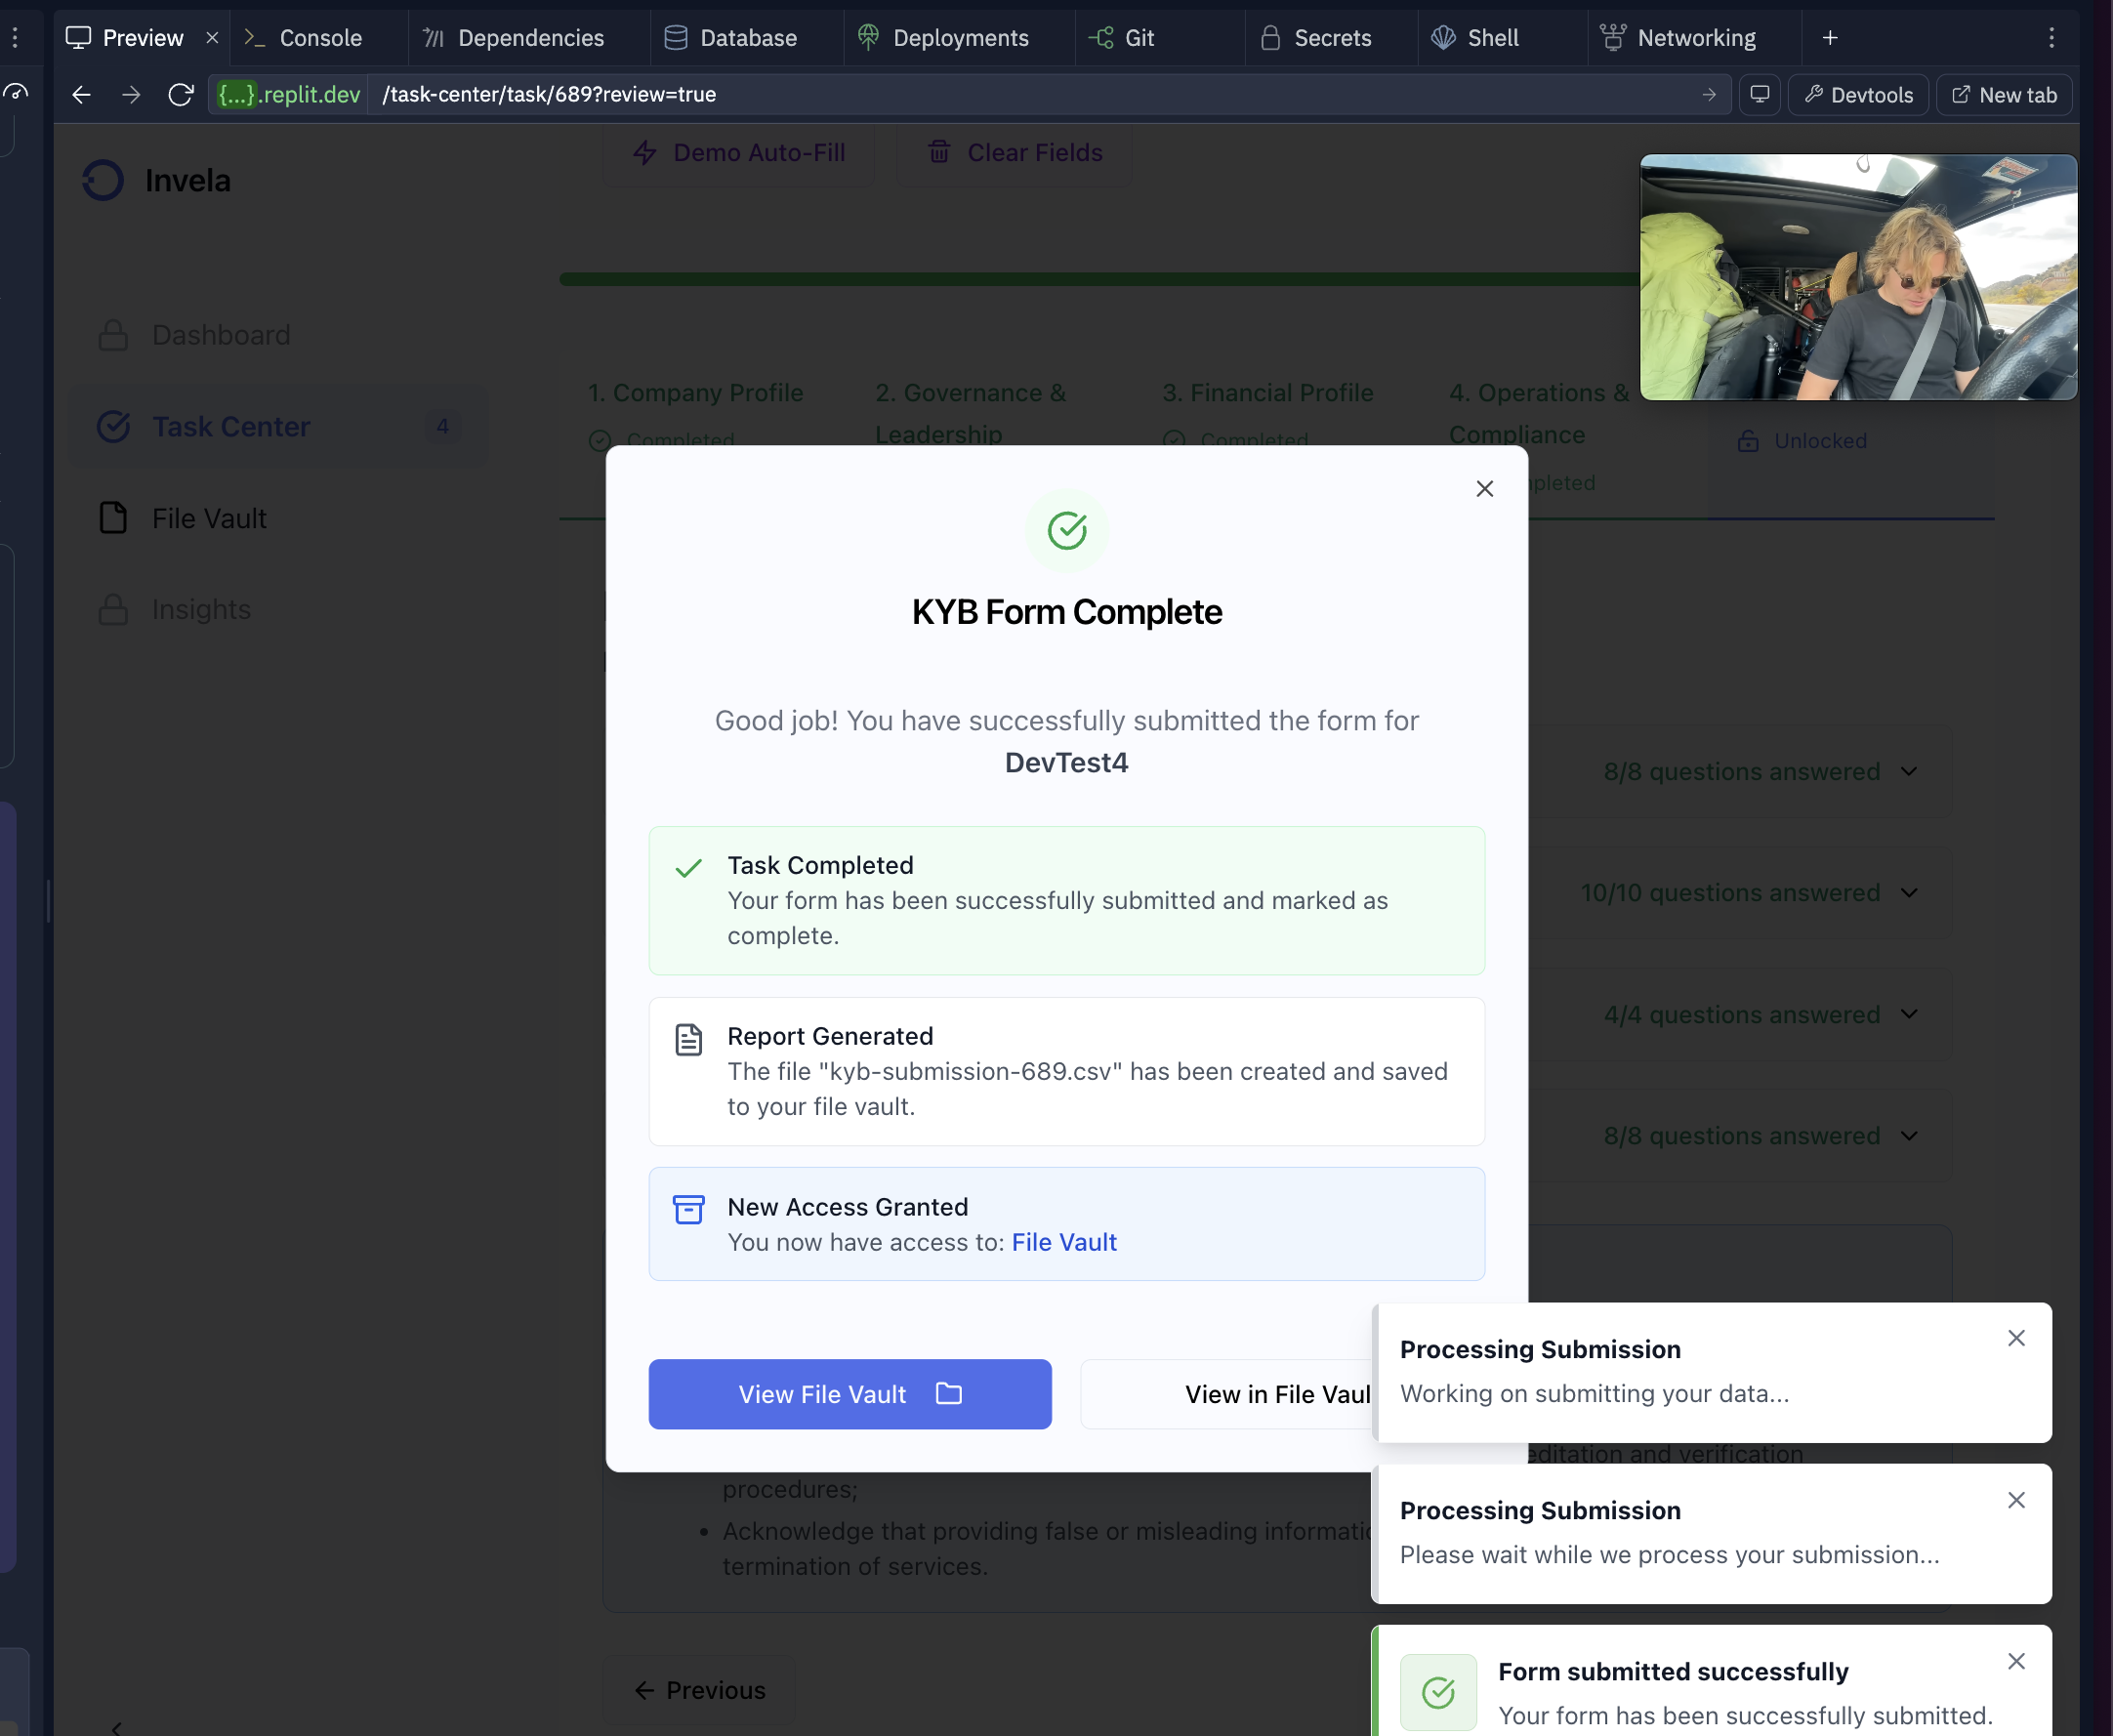 Preview
Console
Dependencies
Database
Deployments
Git
Secrets
Shell
Networking
{...}.replit.dev
/task-center/task/689?review=true
Devtools
New tab
Invela
Demo Auto-Fill
Clear Fields
Dashboard
Task Center
4
File Vault
Insights
1. Company Profile
Completed
2. Governance &
Leadership
3. Financial Profile
Completed
4. Operations &
Compliance
pleted
Unlocked
KYB Form Complete
Good job! You have successfully submitted the form for
DevTest4
Task Completed
Your form has been successfully submitted and marked as
complete.
Report Generated
The file "kyb-submission-689.csv" has been created and saved
to your file vault.
New Access Granted
You now have access to: File Vault
View File Vault
View in File Vaul
8/8 questions answered
10/10 questions answered
4/4 questions answered
8/8 questions answered
editation and verification
procedures;
• Acknowledge that providing false or misleading informatio
termination of services.
Previous
Processing Submission
Working on submitting your data...
Processing Submission
Please wait while we process your submission...
Form submitted successfully
Your form has been successfully submitted.